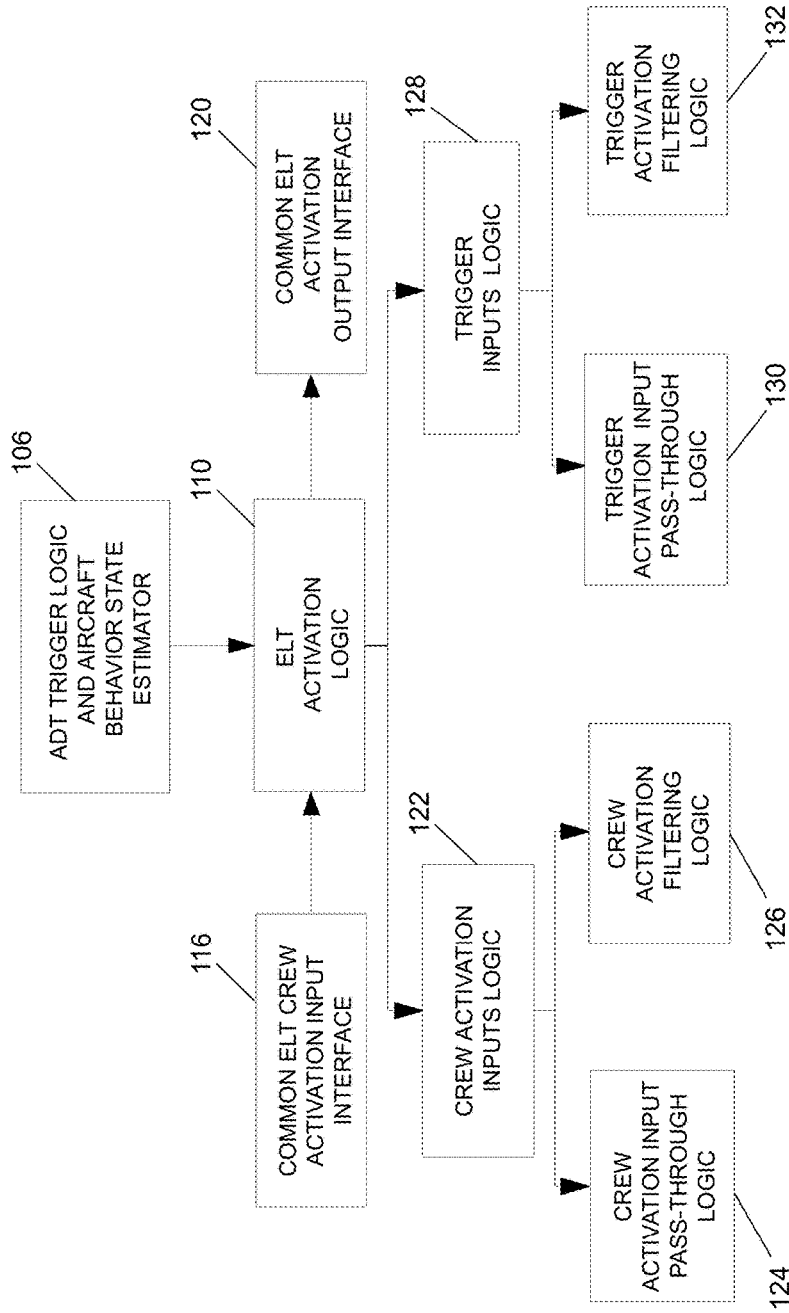 106
ADT TRIGGER LOGIC
AND AIRCRAFT
BEHAVIOR STATE
ESTIMATOR
116
COMMON ELT CREW
ACTIVATION INPUT
INTERFACE
110
ELT
ACTIVATION
LOGIC
120
COMMON ELT
ACTIVATION
OUTPUT INTERFACE
122
CREW ACTIVATION
INPUTS LOGIC
128
TRIGGER
INPUTS LOGIC
CREW
ACTIVATION INPUT
PASS-THROUGH
LOGIC
124
CREW
ACTIVATION
FILTERING
LOGIC
126
TRIGGER
ACTIVATION INPUT
PASS-THROUGH
LOGIC
130
TRIGGER
ACTIVATION
FILTERING
LOGIC
132